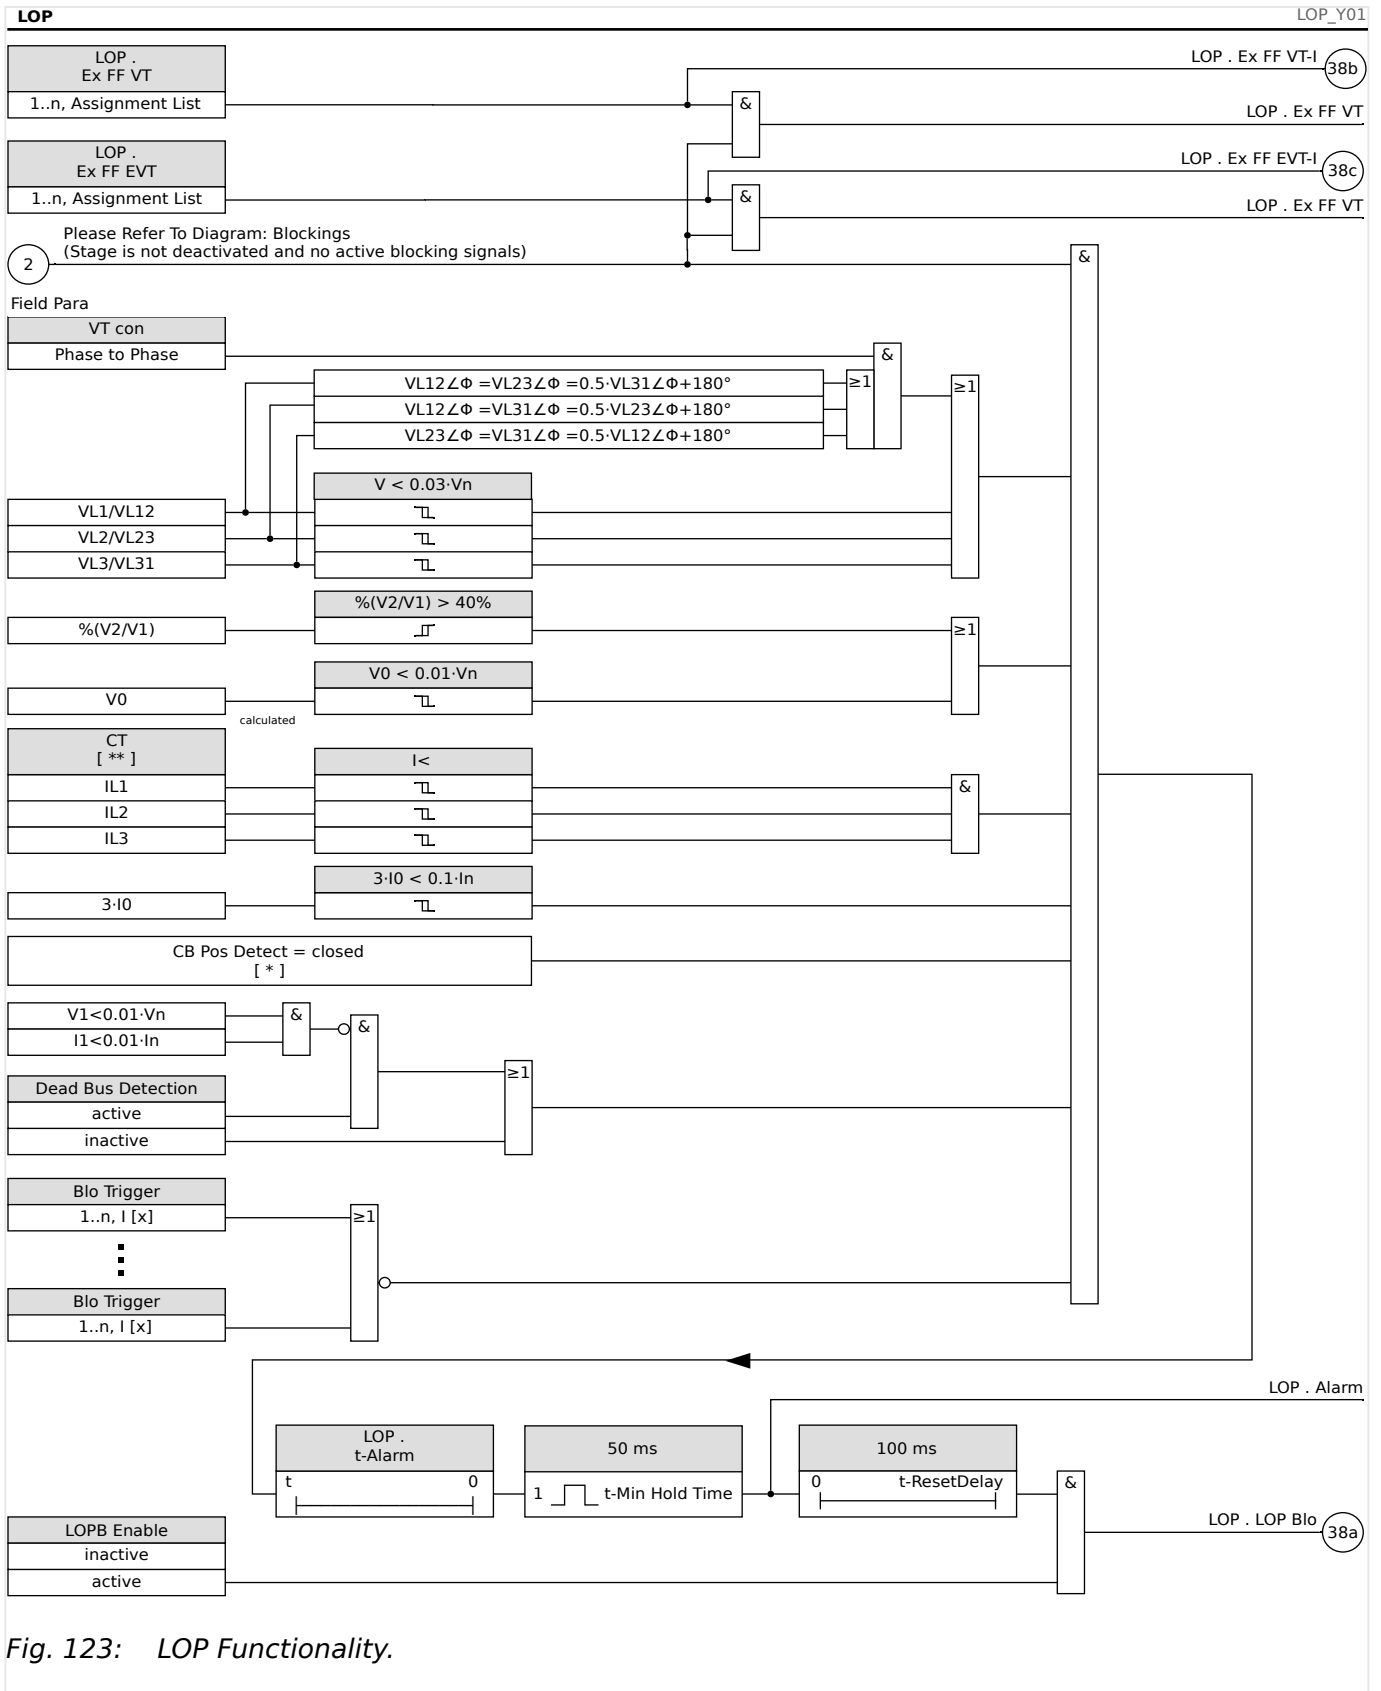 LOP
LOP_Y01
LOP .
Ex FF VT
1..n, Assignment List
LOP . Ex FF VT-I
38b
&
LOP . Ex FF VT
LOP .
Ex FF EVT
1..n, Assignment List
LOP . Ex FF EVT-I
38c
&
LOP . Ex FF VT
Please Refer To Diagram: Blockings
(Stage is not deactivated and no active blocking signals)
2
&
Field Para
VT con
Phase to Phase
&
VL12∠Φ =VL23∠Φ =0.5·VL31∠Φ+180°
≥1
≥1
VL12∠Φ =VL31∠Φ =0.5·VL23∠Φ+180°
VL23∠Φ =VL31∠Φ =0.5·VL12∠Φ+180°
V < 0.03·Vn
VL1/VL12
VL2/VL23
VL3/VL31
%(V2/V1) > 40%
%(V2/V1)
≥1
V0 < 0.01·Vn
V0
calculated
CT
[ ** ]
I<
IL1
&
IL2
IL3
3·I0 < 0.1·In
3·I0
CB Pos Detect = closed
[ * ]
V1<0.01·Vn
&
&
I1<0.01·In
≥1
Dead Bus Detection
active
inactive
Blo Trigger
1..n, I [x]
≥1
Blo Trigger
1..n, I [x]
LOP . Alarm
LOP .
t-Alarm
50 ms
100 ms
t 0
1 t-Min Hold Time
0 t-ResetDelay
&
LOPB Enable
inactive
active
LOP . LOP Blo
38a
Fig. 123: LOP Functionality.